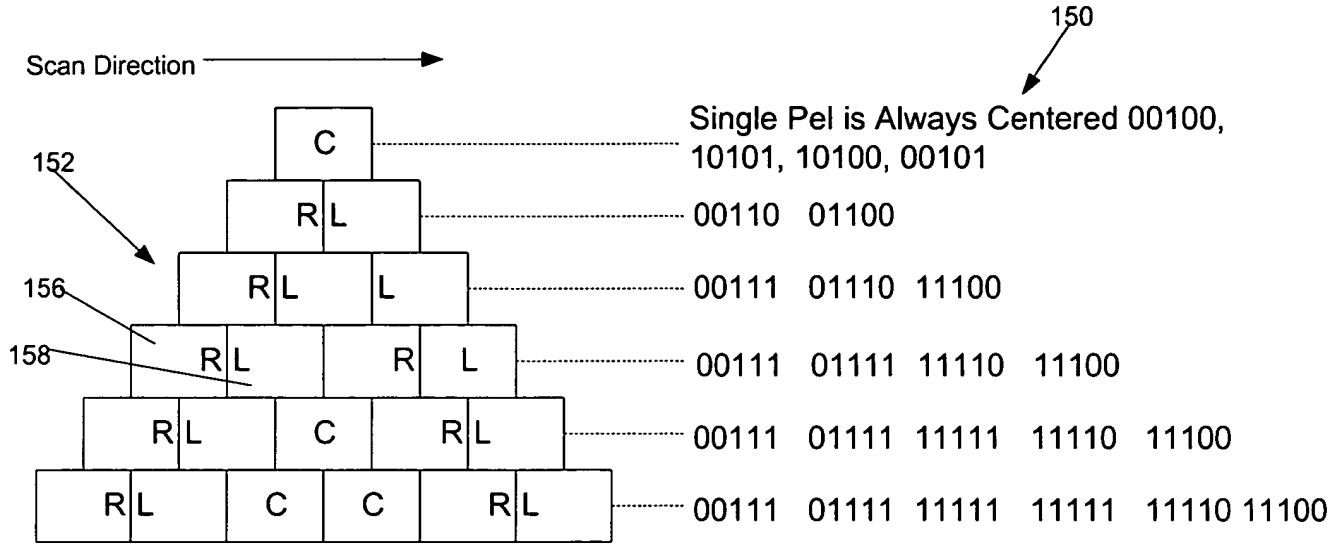 150
Scan Direction
C
Single Pel is Always Centered 00100,
10101, 10100, 00101
152
R L
00110 01100
R L L
00111 01110 11100
156
R L R L
00111 01111 11110 11100
158
R L C R L
00111 01111 11111 11110 11100
R L C C R L
00111 01111 11111 11111 11110 11100